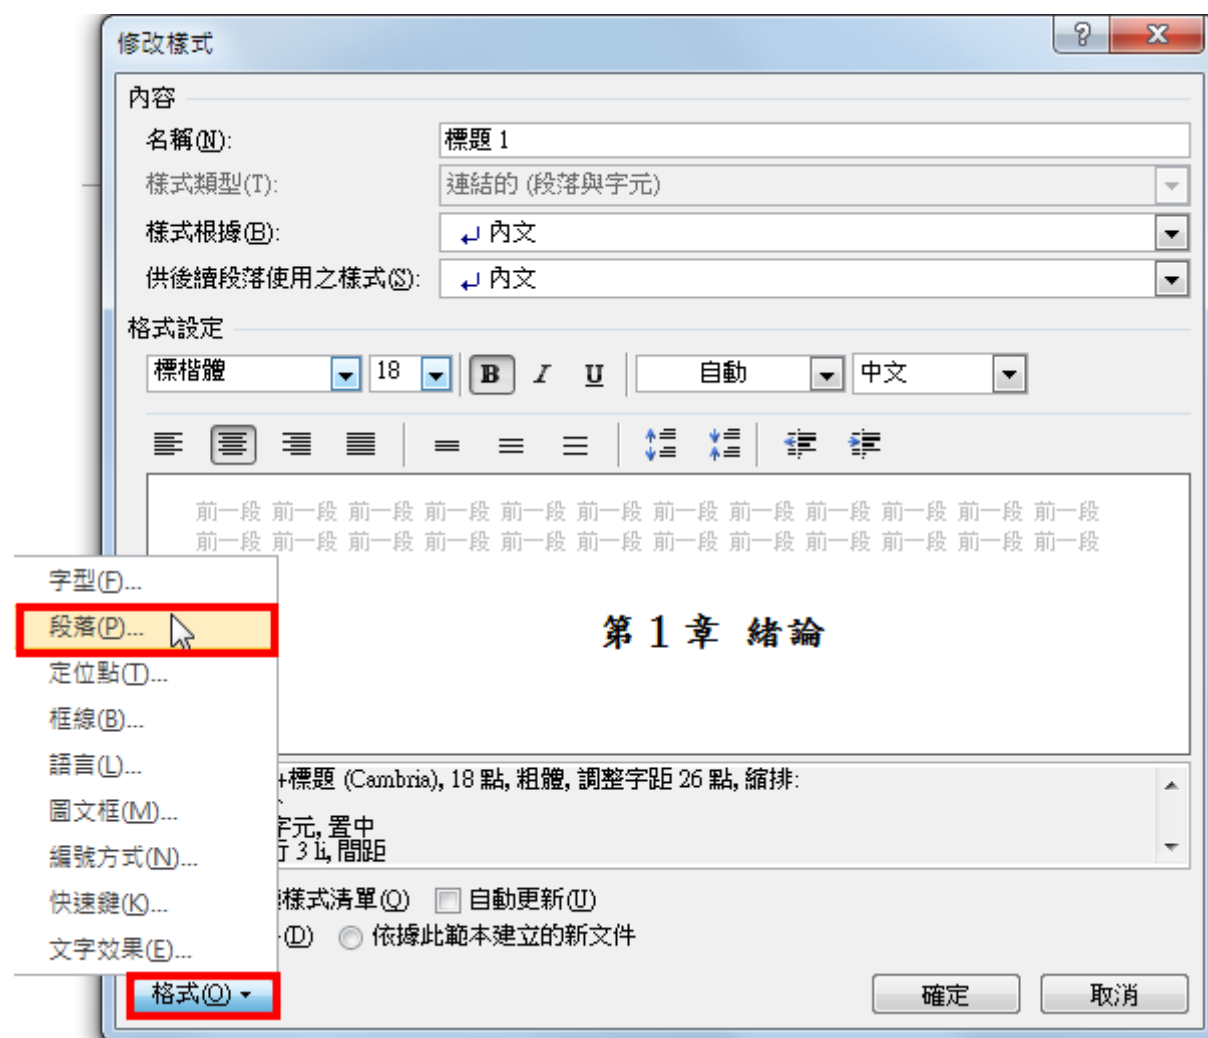 修改樣式
內容
名稱(N): 標題 1
樣式類型(T): 連結的 (段落與字元)
樣式根據(B): 內文
供後續段落使用之樣式(S): 內文
格式設定
標楷體 18 B I U 自動 中文
前一段 前一段 前一段 前一段 前一段 前一段 前一段 前一段 前一段 前一段 前一段 前一段
前一段 前一段 前一段 前一段 前一段 前一段 前一段 前一段 前一段 前一段 前一段 前一段
第 1 章 緒論
字型(F)...
段落(P)...
定位點(T)...
框線(B)...
語言(L)...
圖文框(M)...
編號方式(N)...
快速鍵(K)...
文字效果(E)...
+標題 (Cambria), 18 點, 粗體, 調整字距 26 點, 縮排:
字元, 置中
行 3 li, 間距
樣式清單(Q) 自動更新(U)
(D) 依據此範本建立的新文件
格式(O) 確定 取消